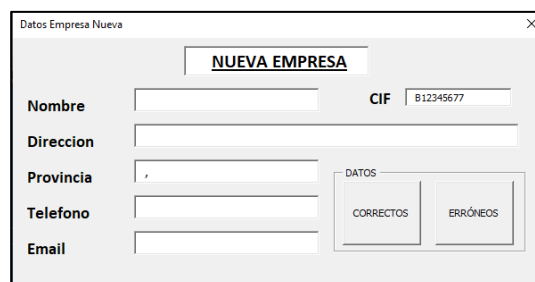 Datos Empresa Nueva
NUEVA EMPRESA
Nombre
CIF B12345677
Direccion
Provincia ,
DATOS
Telefono
CORRECTOS ERRÓNEOS
Email